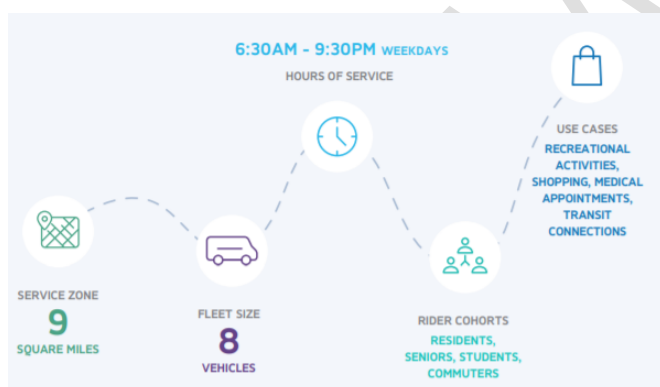 6:30AM - 9:30PM WEEKDAYS
HOURS OF SERVICE
USE CASES
RECREATIONAL
ACTIVITIES,
SHOPPING, MEDICAL
APPOINTMENTS,
TRANSIT
CONNECTIONS
SERVICE ZONE
9
SQUARE MILES
FLEET SIZE
8
VEHICLES
RIDER COHORTS
RESIDENTS,
SENIORS, STUDENTS,
COMMUTERS